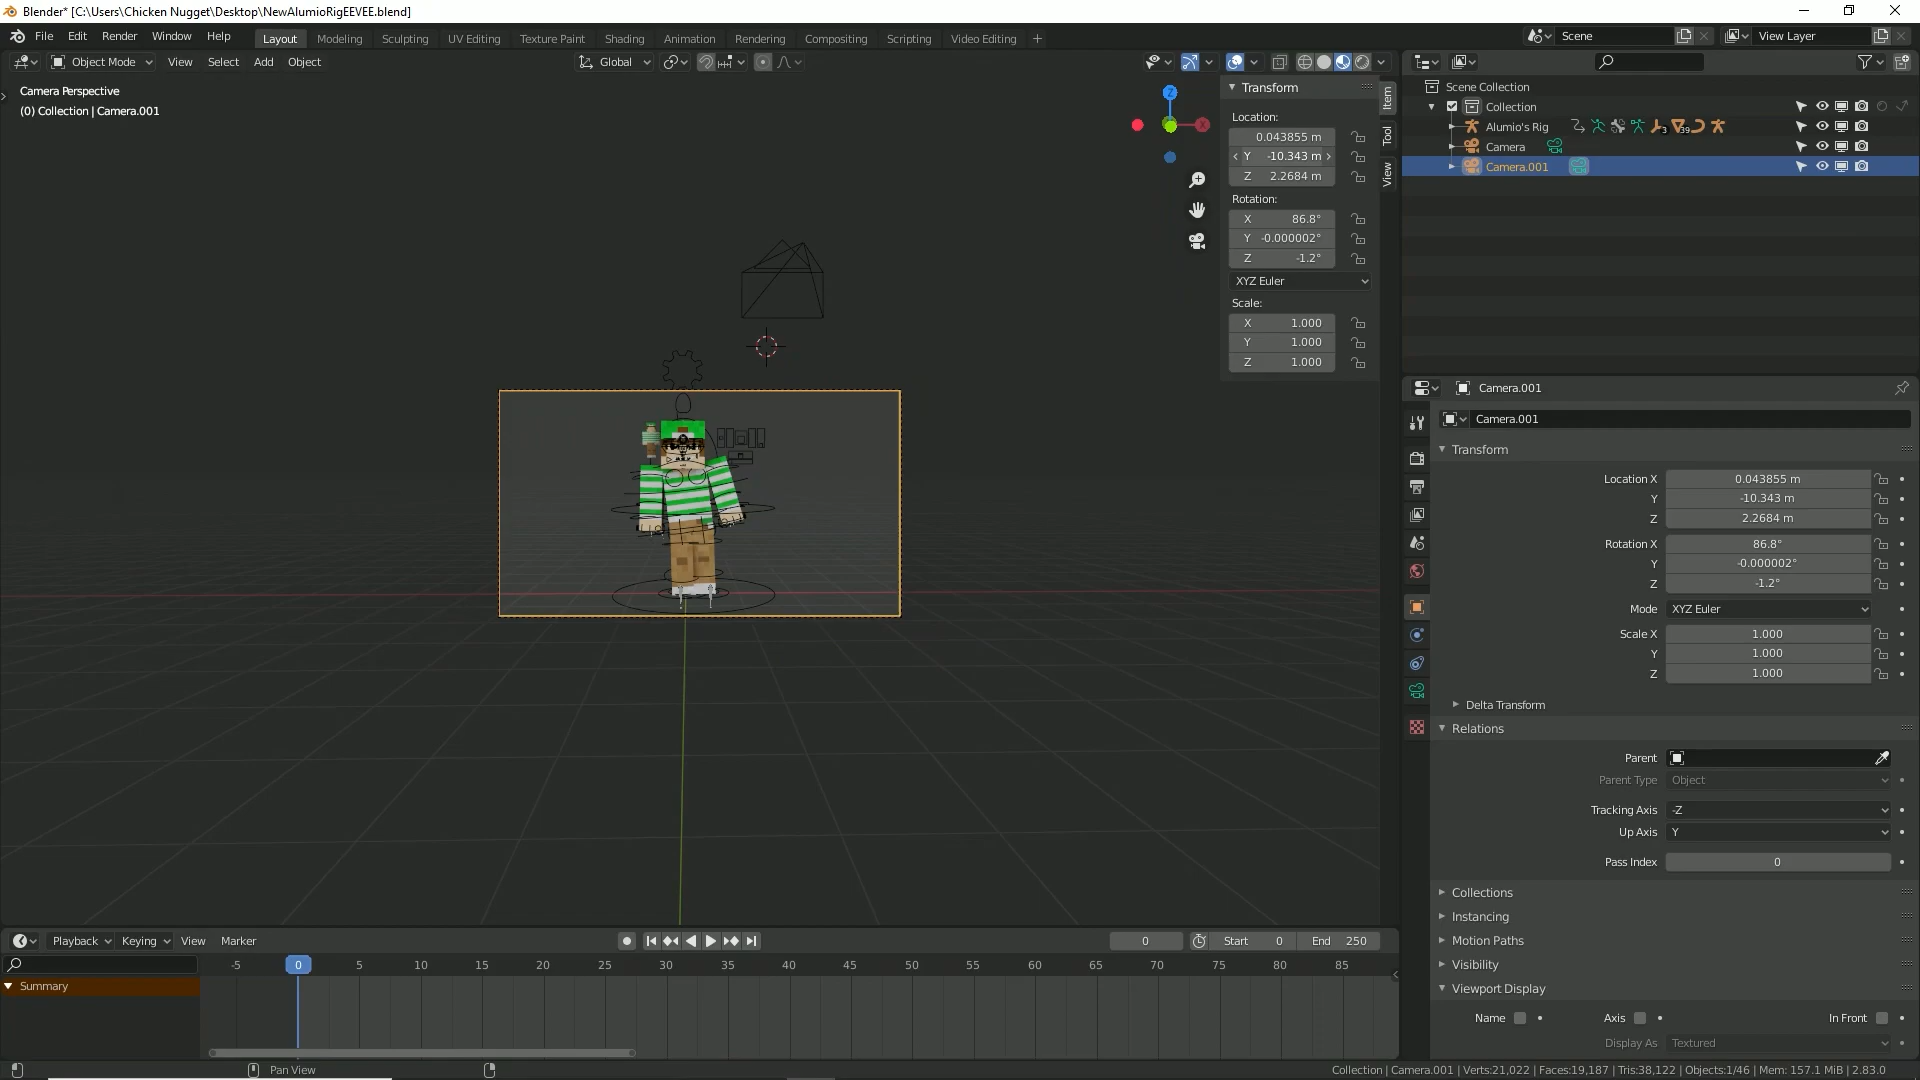 Blender* [C:\Users\Chicken Nugget\Desktop\NewAlumioRigEEVEE.blend]
File Edit Render Window Help Layout Modeling Sculpting UV Editing Texture Paint Shading Animation Rendering Compositing Scripting Video Editing + Scene View Layer
Object Mode View Select Add Object Global
Camera Perspective
(0) Collection | Camera.001
Z
X
Transform
Location:
0.043855 m
Y -10.343 m
Z 2.2684 m
Rotation:
X 86.8°
Y -0.000002°
Z -1.2°
XYZ Euler
Scale:
X 1.000
Y 1.000
Z 1.000
Item
Tool
View
Scene Collection
Collection
Alumio's Rig 3 39
Camera
Camera.001
Camera.001
Camera.001
Transform
Location X 0.043855 m
Y -10.343 m
Z 2.2684 m
Rotation X 86.8°
Y -0.000002°
Z -1.2°
Mode XYZ Euler
Scale X 1.000
Y 1.000
Z 1.000
Delta Transform
Relations
Parent
Parent Type Object
Tracking Axis -Z
Up Axis Y
Pass Index 0
Collections
Instancing
Motion Paths
Visibility
Viewport Display
Name Axis In Front
Display As Textured
Playback Keying View Marker 0 Start 0 End 250
-5 0 5 10 15 20 25 30 35 40 45 50 55 60 65 70 75 80 85
Summary
Pan View
Collection | Camera.001 | Verts:21,022 | Faces:19,187 | Tris:38,122 | Objects:1/46 | Mem: 157.1 MiB | 2.83.0